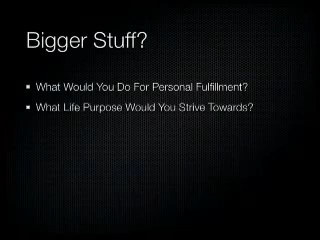 Bigger Stuff?
What Would You Do For Personal Fulfillment?
What Life Purpose Would You Strive Towards?